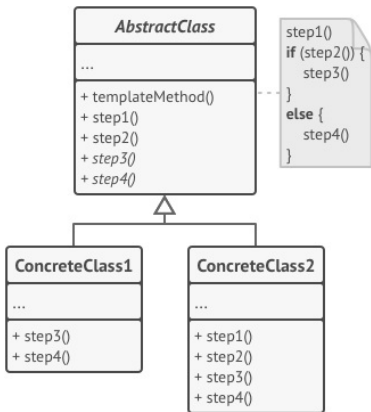 AbstractClass
...
+ templateMethod()
+ step1()
+ step2()
+ step3()
+ step4()
step1()
if (step2()) {
step3()
}
else {
step4()
}
ConcreteClass1
...
+ step3()
+ step4()
ConcreteClass2
...
+ step1()
+ step2()
+ step3()
+ step4()